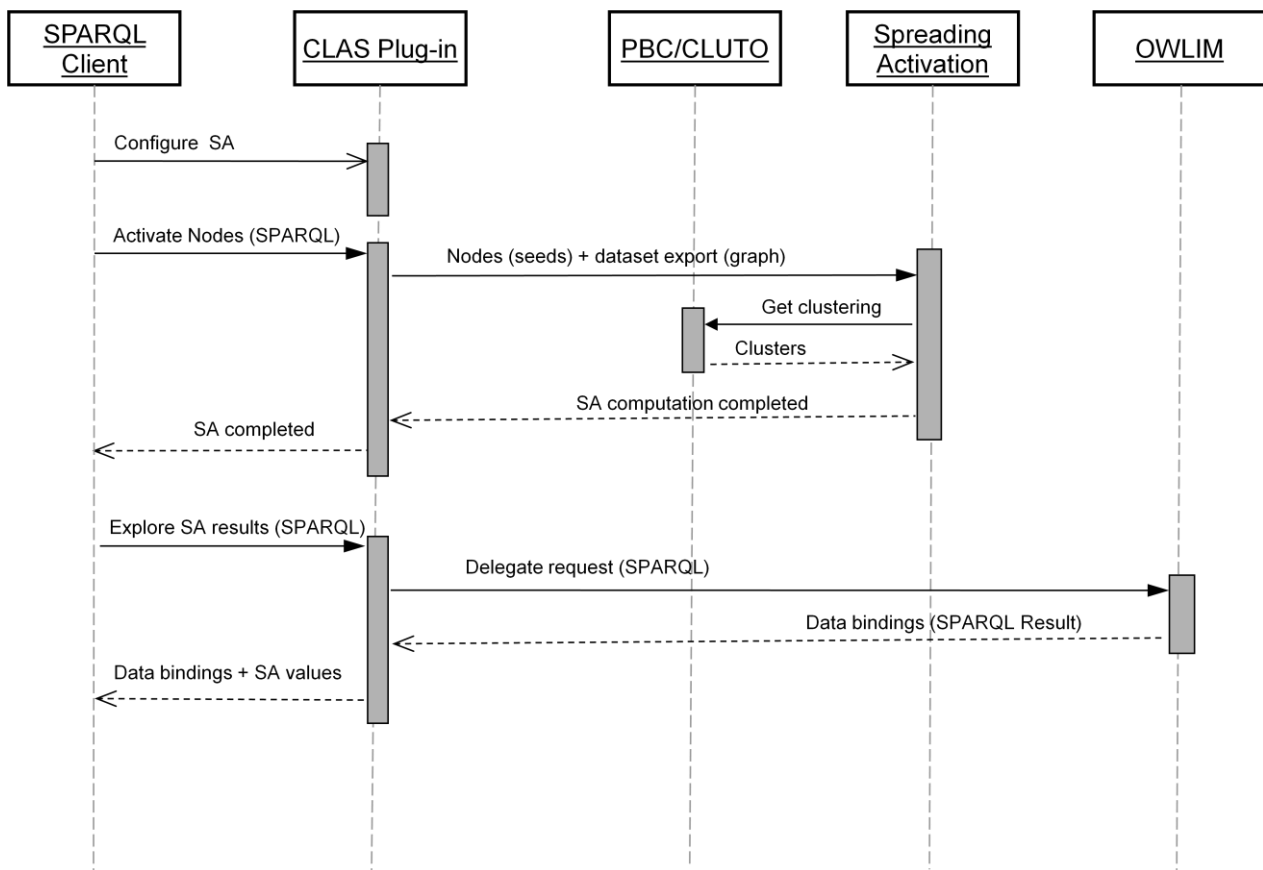 SPARQL
Client
CLAS Plug-in
PBC/CLUTO
Spreading
Activation
OWLIM
Configure SA
Activate Nodes (SPARQL)
Nodes (seeds) + dataset export (graph)
Get clustering
Clusters
SA computation completed
SA completed
Explore SA results (SPARQL)
Delegate request (SPARQL)
Data bindings (SPARQL Result)
Data bindings + SA values